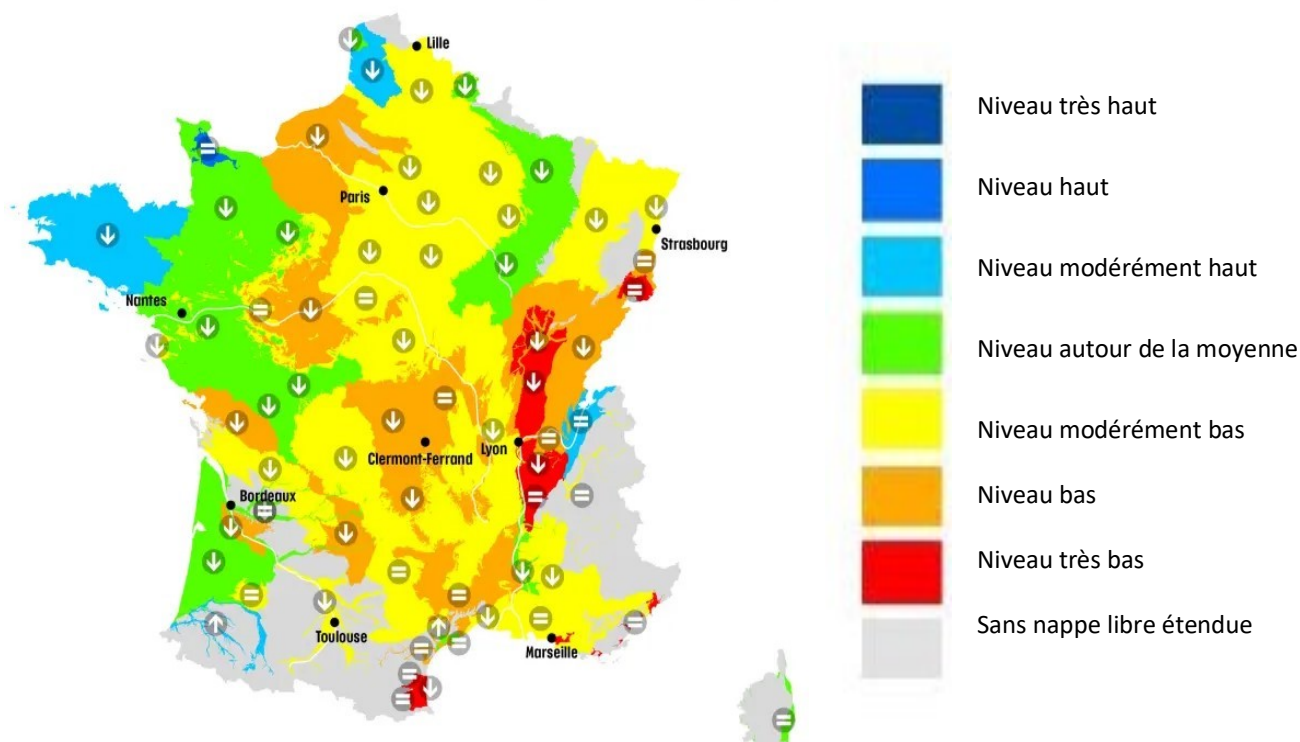 Lille
Paris
Strasbourg
Nantes
Lyon
Clermont-Ferrand
Bordeaux
Toulouse
Marseille
Niveau très haut
Niveau haut
Niveau modérément haut
Niveau autour de la moyenne
Niveau modérément bas
Niveau bas
Niveau très bas
Sans nappe libre étendue